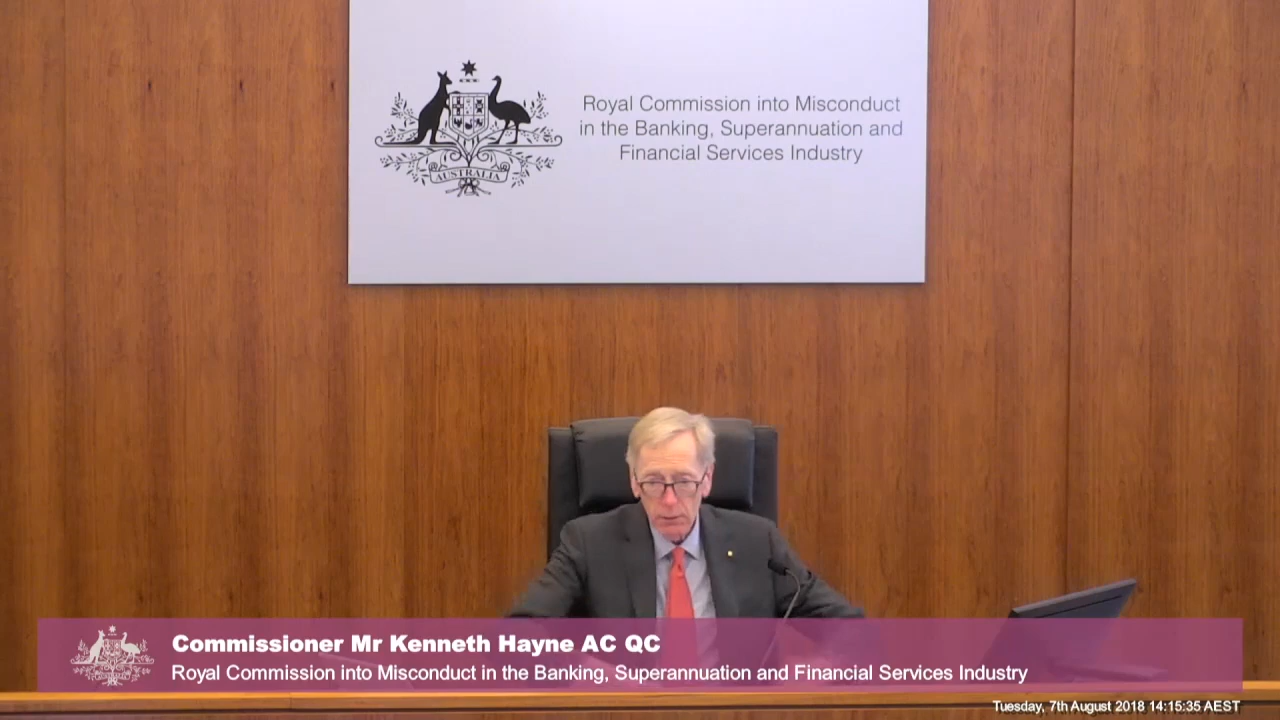 Royal Commission into Misconduct
in the Banking, Superannuation and
Financial Services Industry
AUSTRALIA
Commissioner Mr Kenneth Hayne AC QC
Royal Commission into Misconduct in the Banking, Superannuation and Financial Services Industry
Tuesday, 7th August 2018 14:15:35 AEST